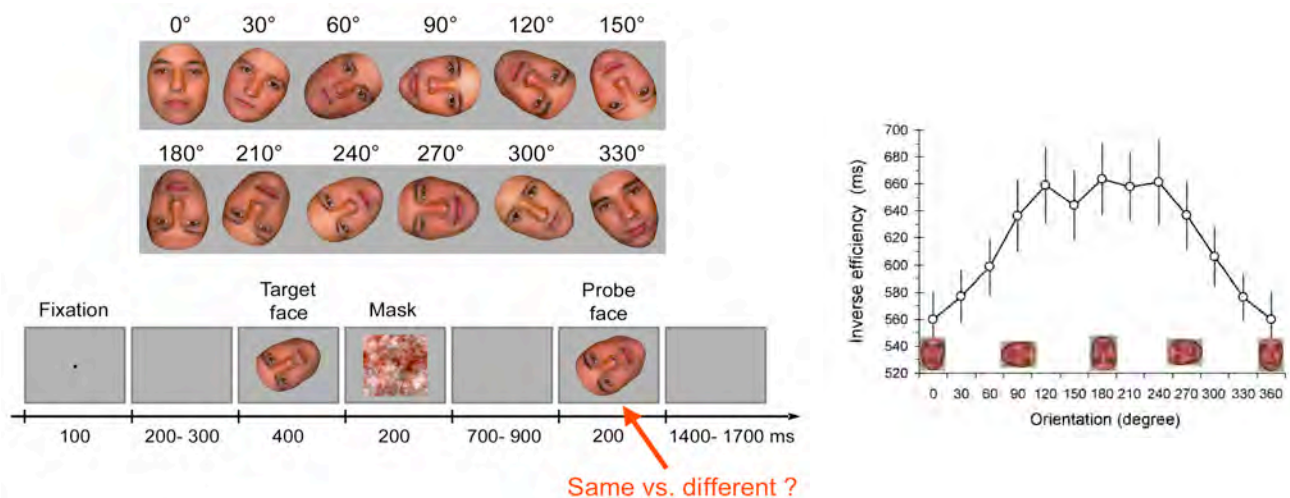 0° 30° 60° 90° 120° 150°
180° 210° 240° 270° 300° 330°
Fixation Target face Mask Probe face
100 200- 300 400 200 700- 900 200 1400- 1700 ms
Same vs. different ?
Inverse efficiency (ms)
700
680
660
640
620
600
580
560
540
520
0 30 60 90 120 150 180 210 240 270 300 330 360
Orientation (degree)